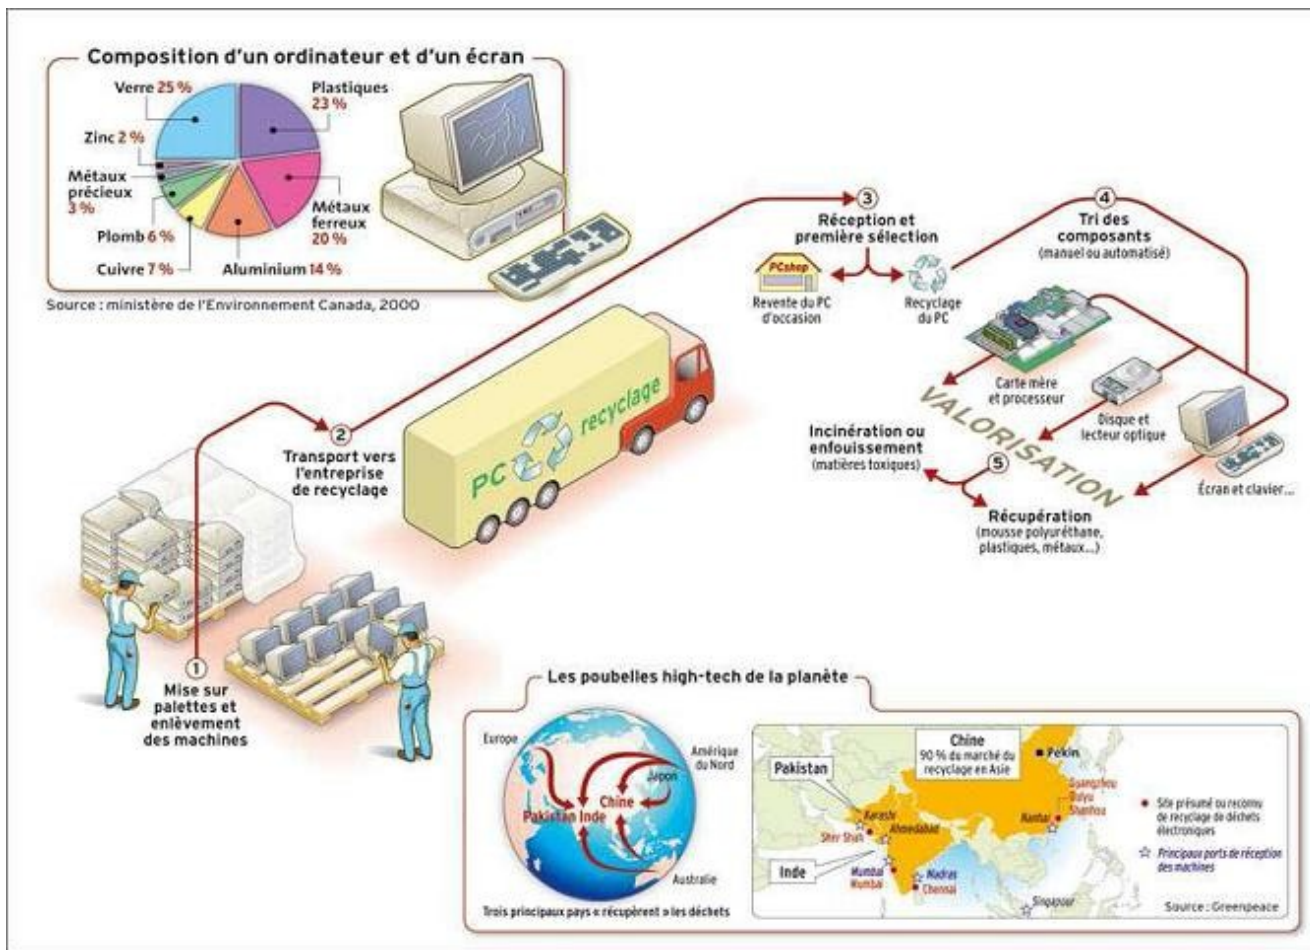 Composition d'un ordinateur et d'un écran
Verre 25 %
Plastiques
23 %
Zinc 2 %
Métaux
précieux
3 %
Métaux
ferreux
20 %
Plomb 6 %
Cuivre 7 %
Aluminium 14 %
Source : ministère de l'Environnement Canada, 2000
1
Mise sur
palettes et
enlèvement
des machines
2
Transport vers
l'entreprise
de recyclage
PC recyclage
3
Réception et
première sélection
PCshop
Revente du PC
d'occasion
Recyclage
du PC
4
Tri des
composants
(manuel ou automatisé)
Carte mère
et processeur
Disque et
lecteur optique
Écran et clavier...
VALORISATION
5
Incinération ou
enfouissement
(matières toxiques)
Récupération
(mousse polyuréthane,
plastiques, métaux...)
Les poubelles high-tech de la planète
Europe
Amérique
du Nord
Japon
Chine
Pakistan Inde
Australie
Trois principaux pays « récupèrent » les déchets
Chine
90 % du marché du
recyclage en Asie
Pekin
Pakistan
Guangzhou
Guiyu
Shantou
Karashi
Ahmedabad
Nanhai
Sher Shah
Inde
Mumbai
Mumbai
Madras
Chennai
Singapour
Site présumé ou reconnu
de recyclage de déchets
électroniques
Principaux ports de réception
des machines
Source : Greenpeace